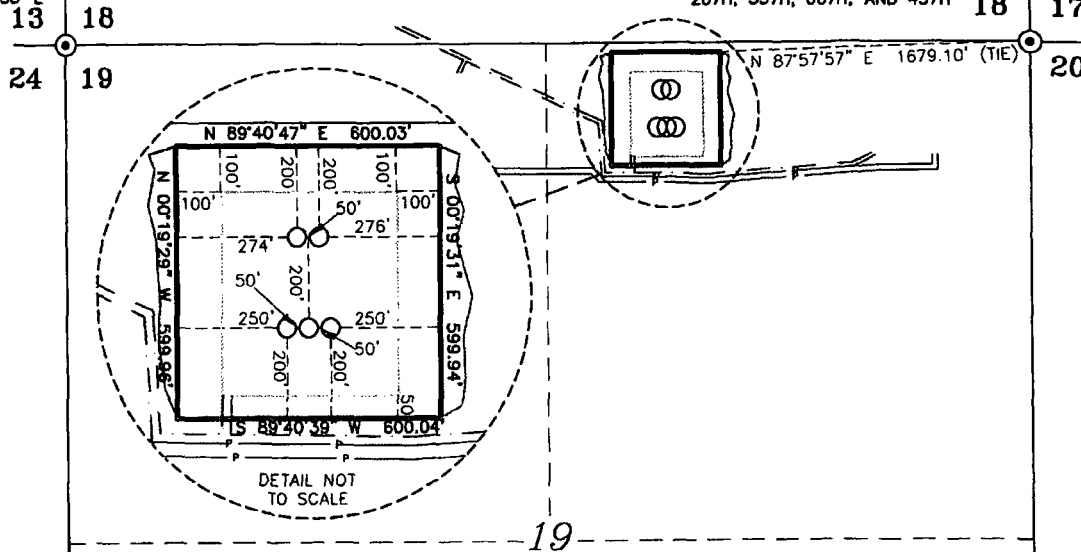 13 18
18 17
24 19
20
N 87°57'57" E 1679.10' (TIE)
N 89°40'47" E 600.03'
100'
200'
200'
100'
100'
100'
50'
274'
276'
N 00°19'29" W 599.96'
S 00°19'31" E 599.94'
200'
50'
250'
250'
50'
200'
200'
50'
S 89°40'39" W 600.04'
P
P
P
P
P
P
DETAIL NOT
TO SCALE
19